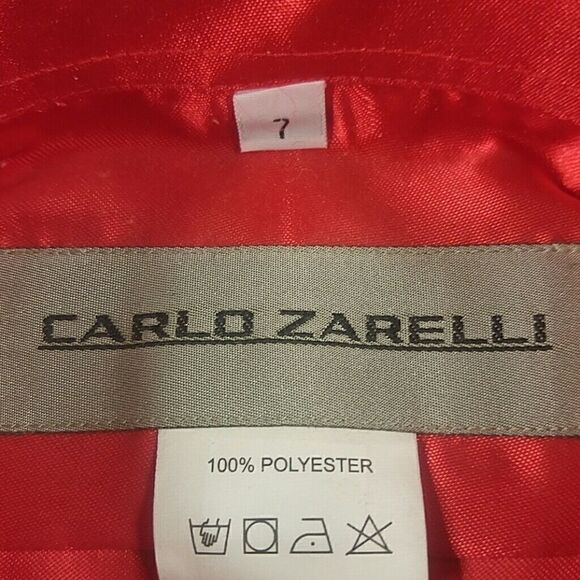 7
CARLO ZARELLI
100% POLYESTER